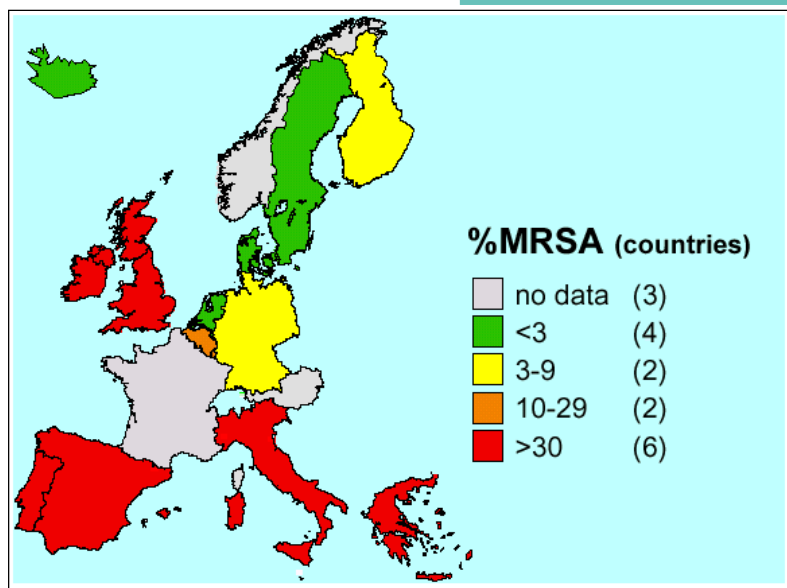 %MRSA (countries)
no data (3)
<3 (4)
3-9 (2)
10-29 (2)
>30 (6)